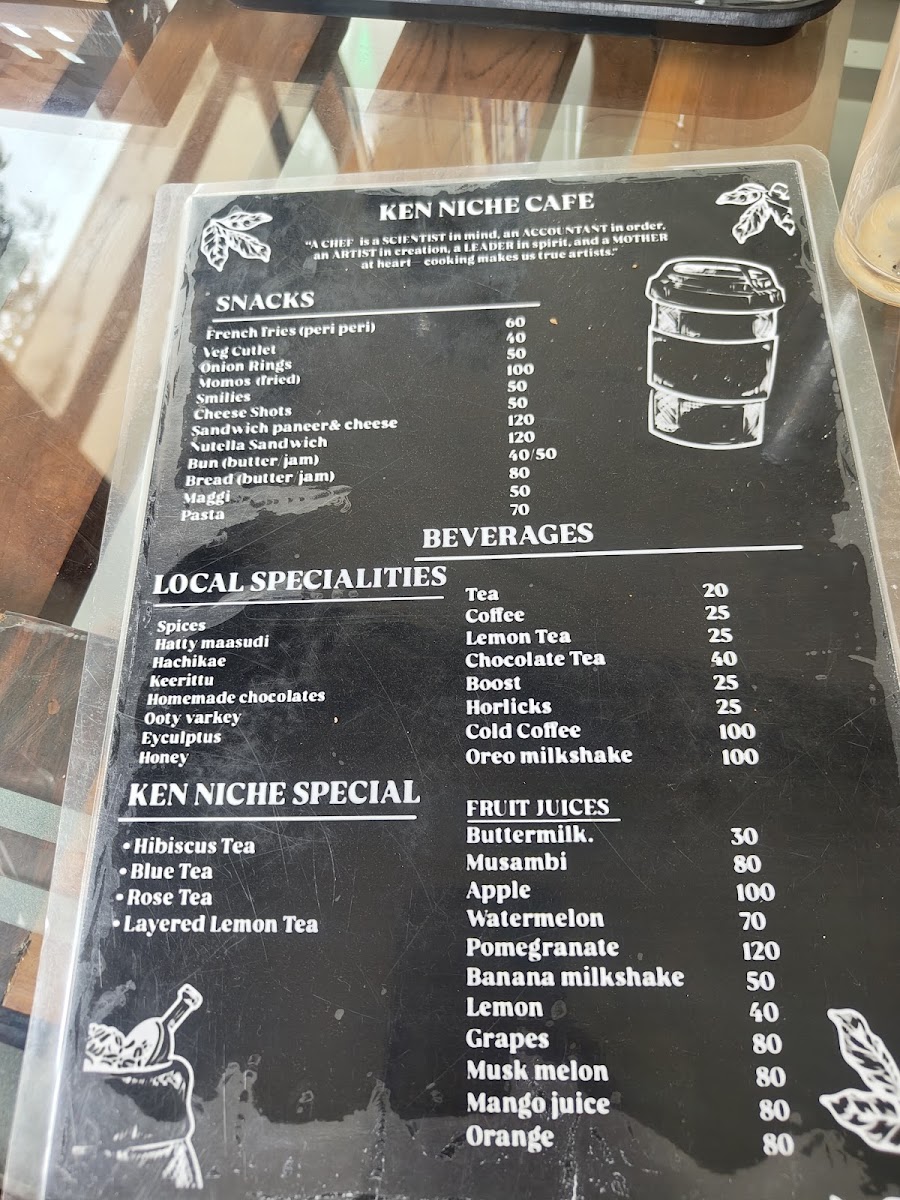 KEN NICHE CAFE
"A CHEF is a SCIENTIST in mind, an ACCOUNTANT in order,
an ARTIST in creation, a LEADER in spirit, and a MOTHER
at heart - cooking makes us true artists."
SNACKS
French fries (peri peri) 60
Veg Cutlet 40
Onion Rings 50
Momos (fried) 100
Smilies 50
Cheese Shots 50
Sandwich paneer& cheese 120
Nutella Sandwich 120
Bun (butter/jam) 40/50
Bread (butter/jam) 80
Maggi 50
Pasta 70
LOCAL SPECIALITIES
Spices
Hatty maasudi
Hachikae
Keerittu
Homemade chocolates
Ooty varkey
Eyculptus
Honey
KEN NICHE SPECIAL
• Hibiscus Tea
• Blue Tea
• Rose Tea
• Layered Lemon Tea
BEVERAGES
Tea 20
Coffee 25
Lemon Tea 25
Chocolate Tea 40
Boost 25
Horlicks 25
Cold Coffee 100
Oreo milkshake 100
FRUIT JUICES
Buttermilk. 30
Musambi 80
Apple 100
Watermelon 70
Pomegranate 120
Banana milkshake 50
Lemon 40
Grapes 80
Musk melon 80
Mango juice 80
Orange 80